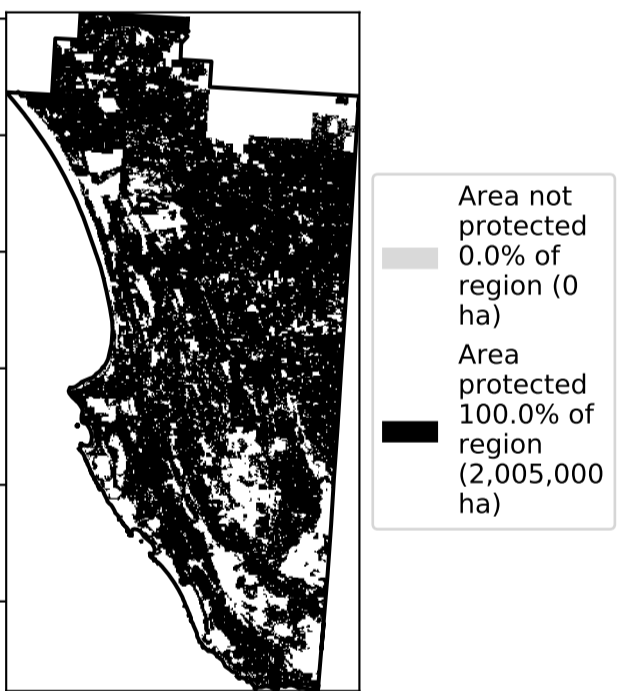 Area not
protected
0.0% of
region (0
ha)
Area
protected
100.0% of
region
(2,005,000
ha)